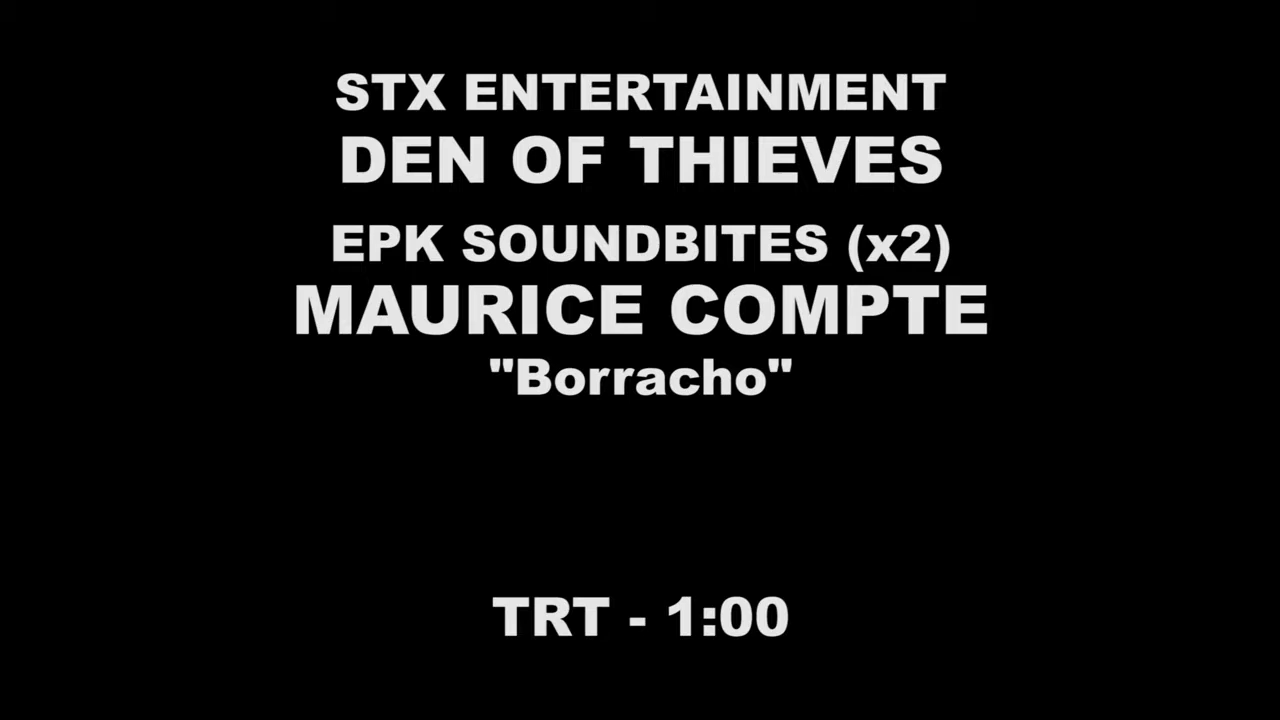 STX ENTERTAINMENT
DEN OF THIEVES
EPK SOUNDBITES (x2)
MAURICE COMPTE
"Borracho"
TRT - 1:00